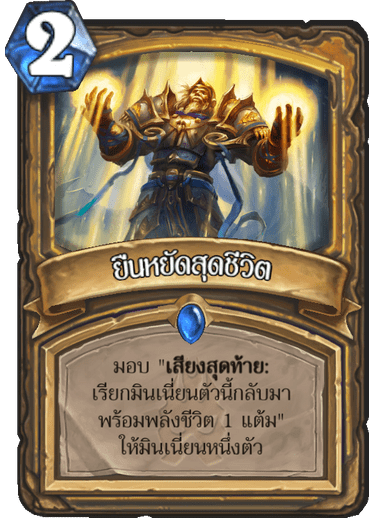 2
ยืนหยัดสุดชีวิต
มอบ "เสียงสุดท้าย:
เรียกมินเนี่ยนตัวนี้กลับมา
พร้อมพลังชีวิต 1 แต้ม"
ให้มินเนี่ยนหนึ่งตัว